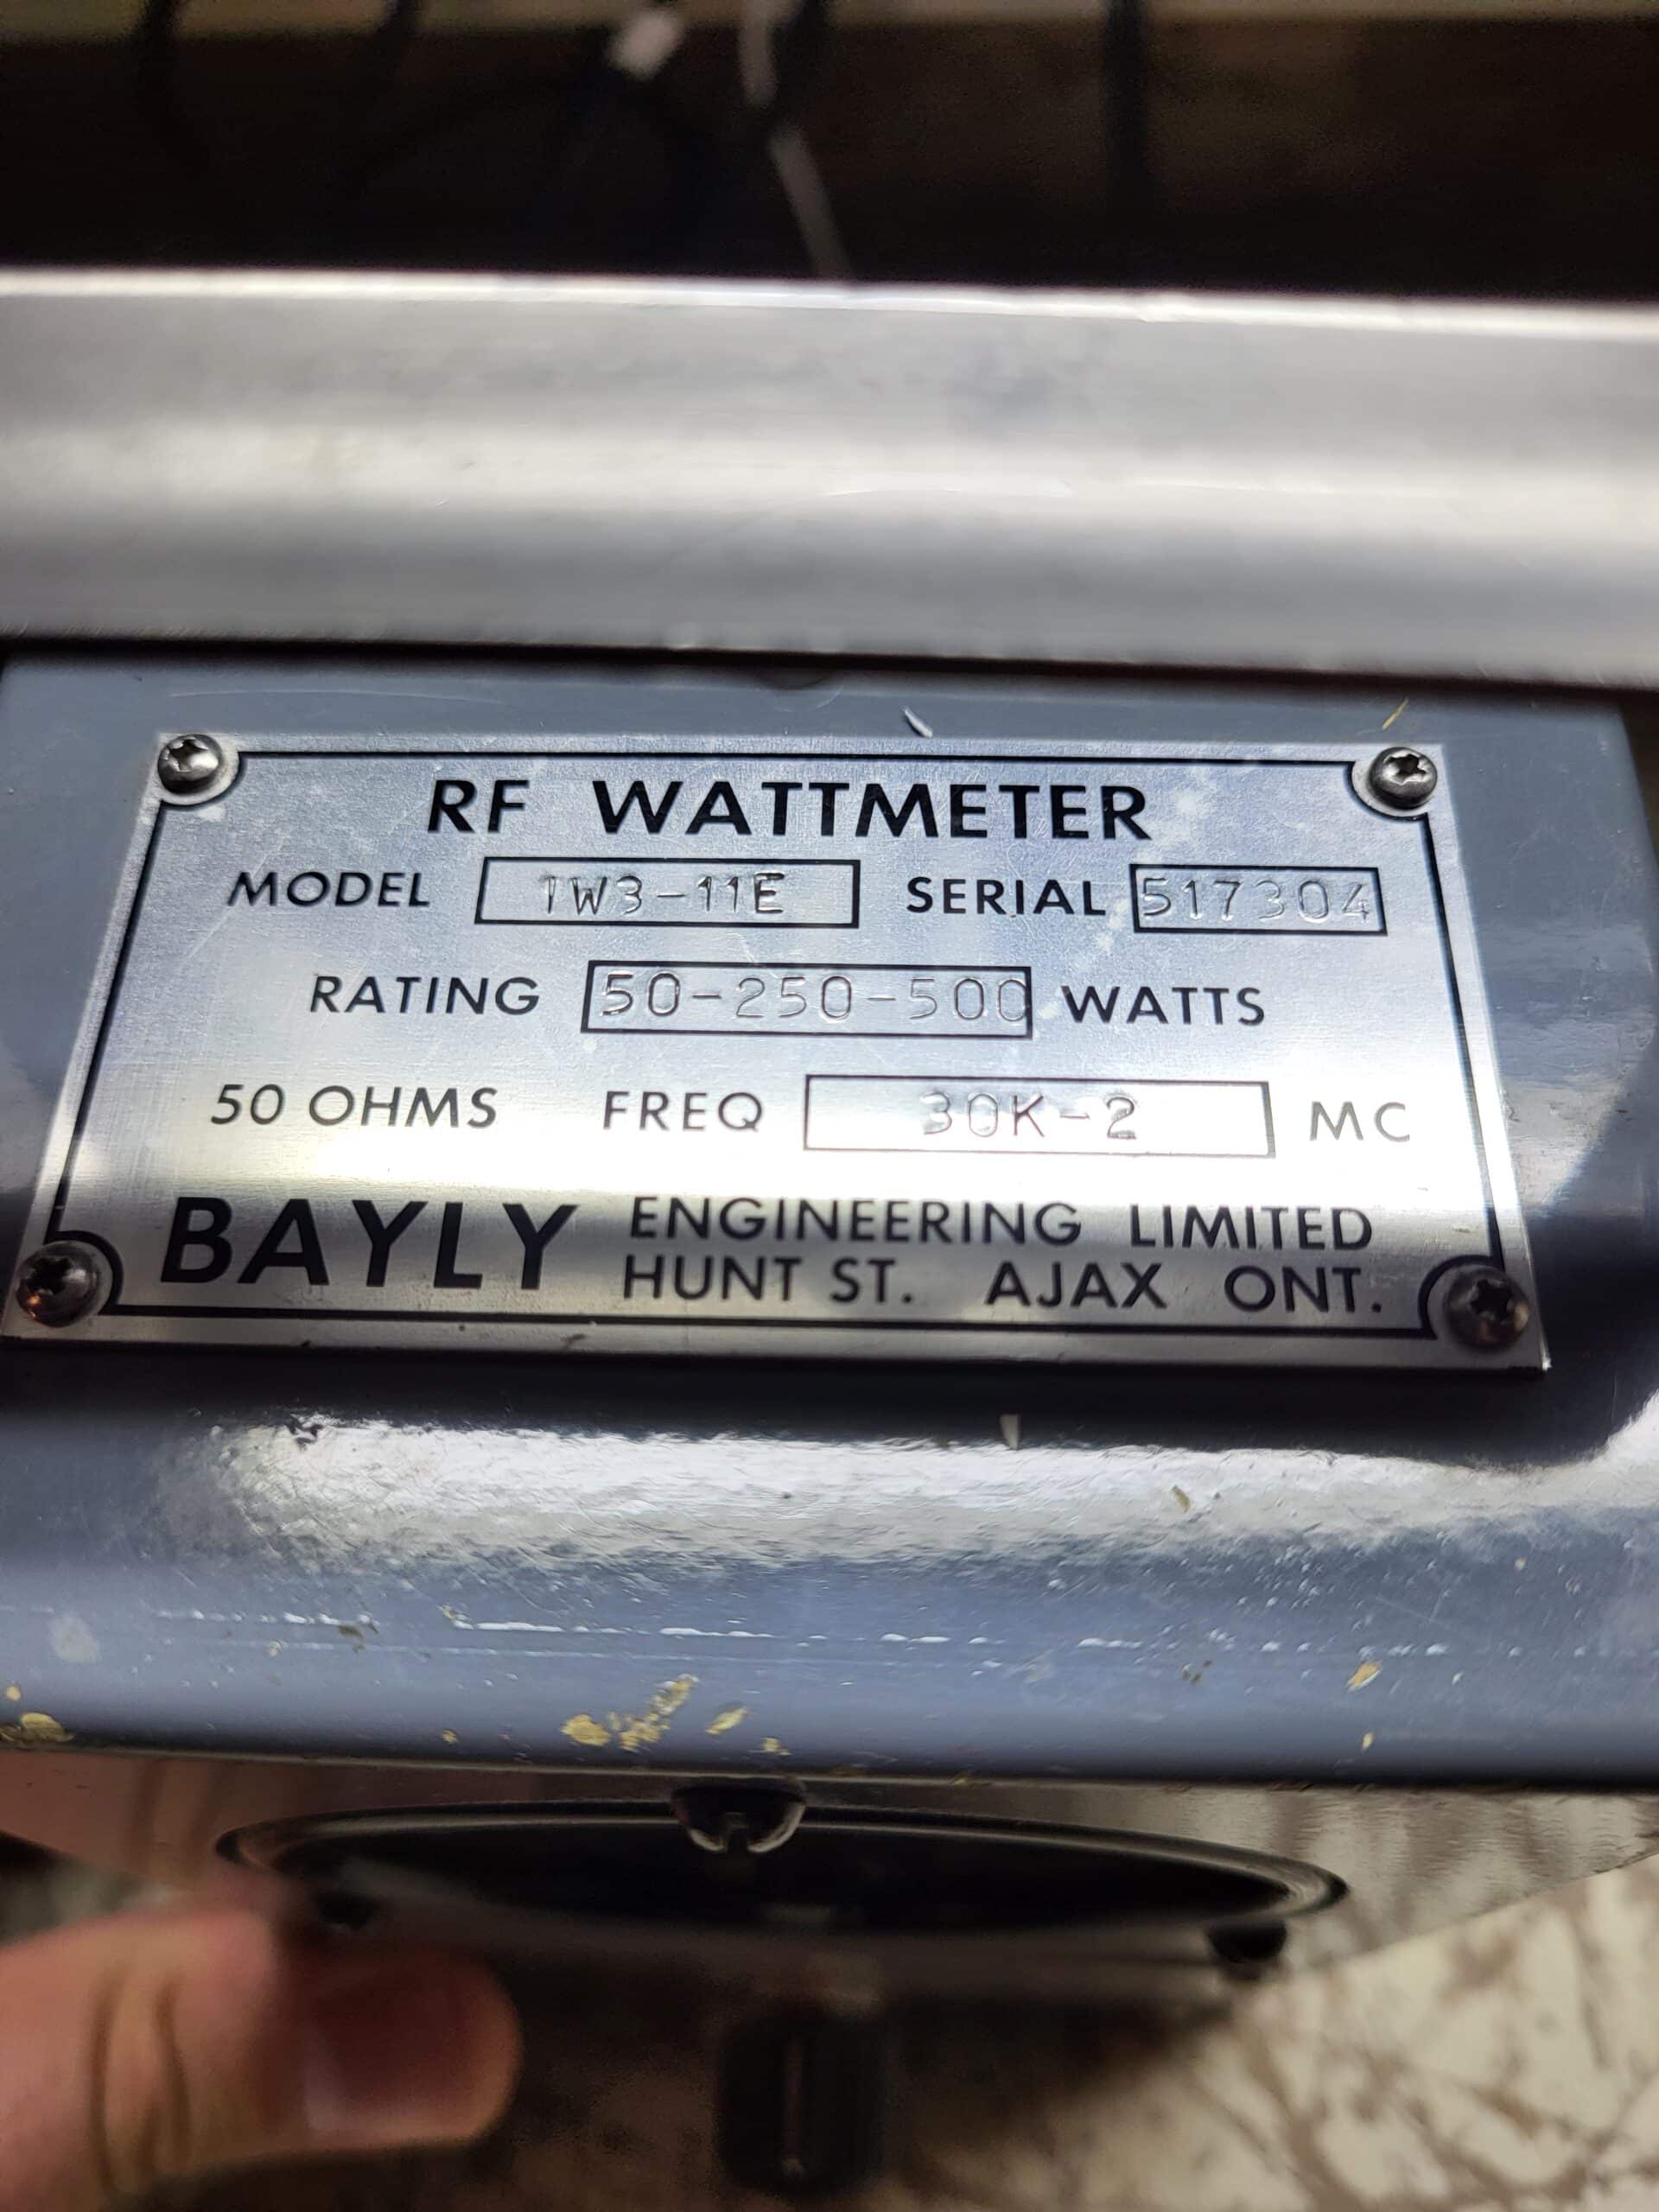 RF WATTMETER
MODEL TW3-11E SERIAL 517304
RATING 50-250-500 WATTS
50 OHMS FREQ 30K-2 MC
BAYLY ENGINEERING LIMITED
HUNT ST. AJAX ONT.